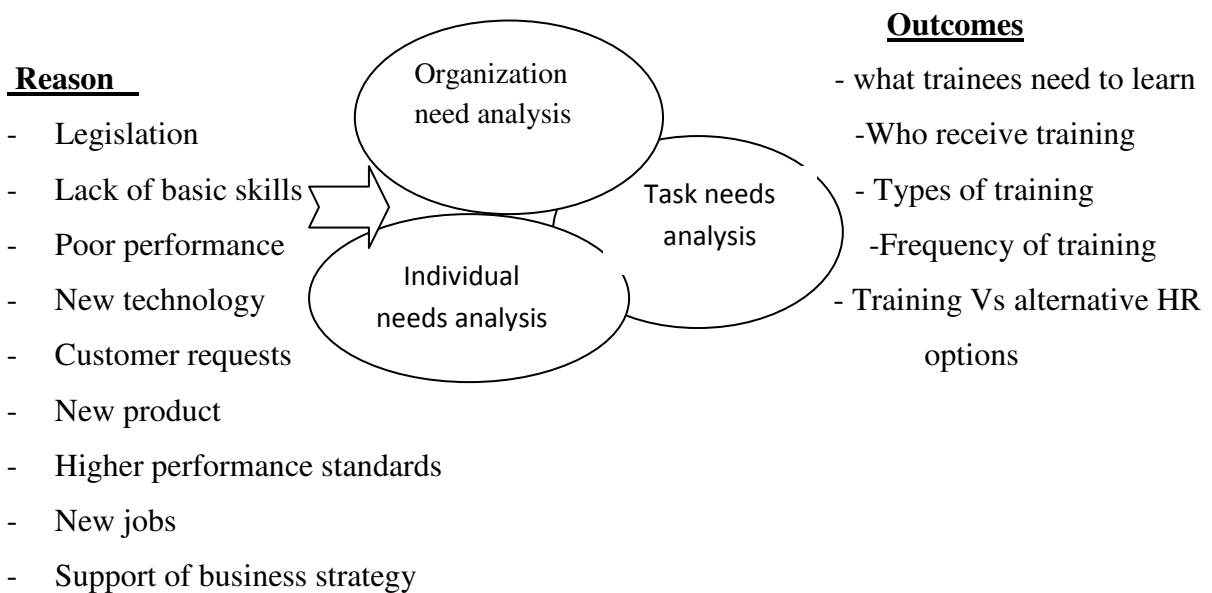 Reason
- Legislation
- Lack of basic skills
- Poor performance
- New technology
- Customer requests
- New product
- Higher performance standards
- New jobs
- Support of business strategy
Organization
need analysis
Task needs
analysis
Individual
needs analysis
Outcomes
- what trainees need to learn
-Who receive training
- Types of training
-Frequency of training
- Training Vs alternative HR
options